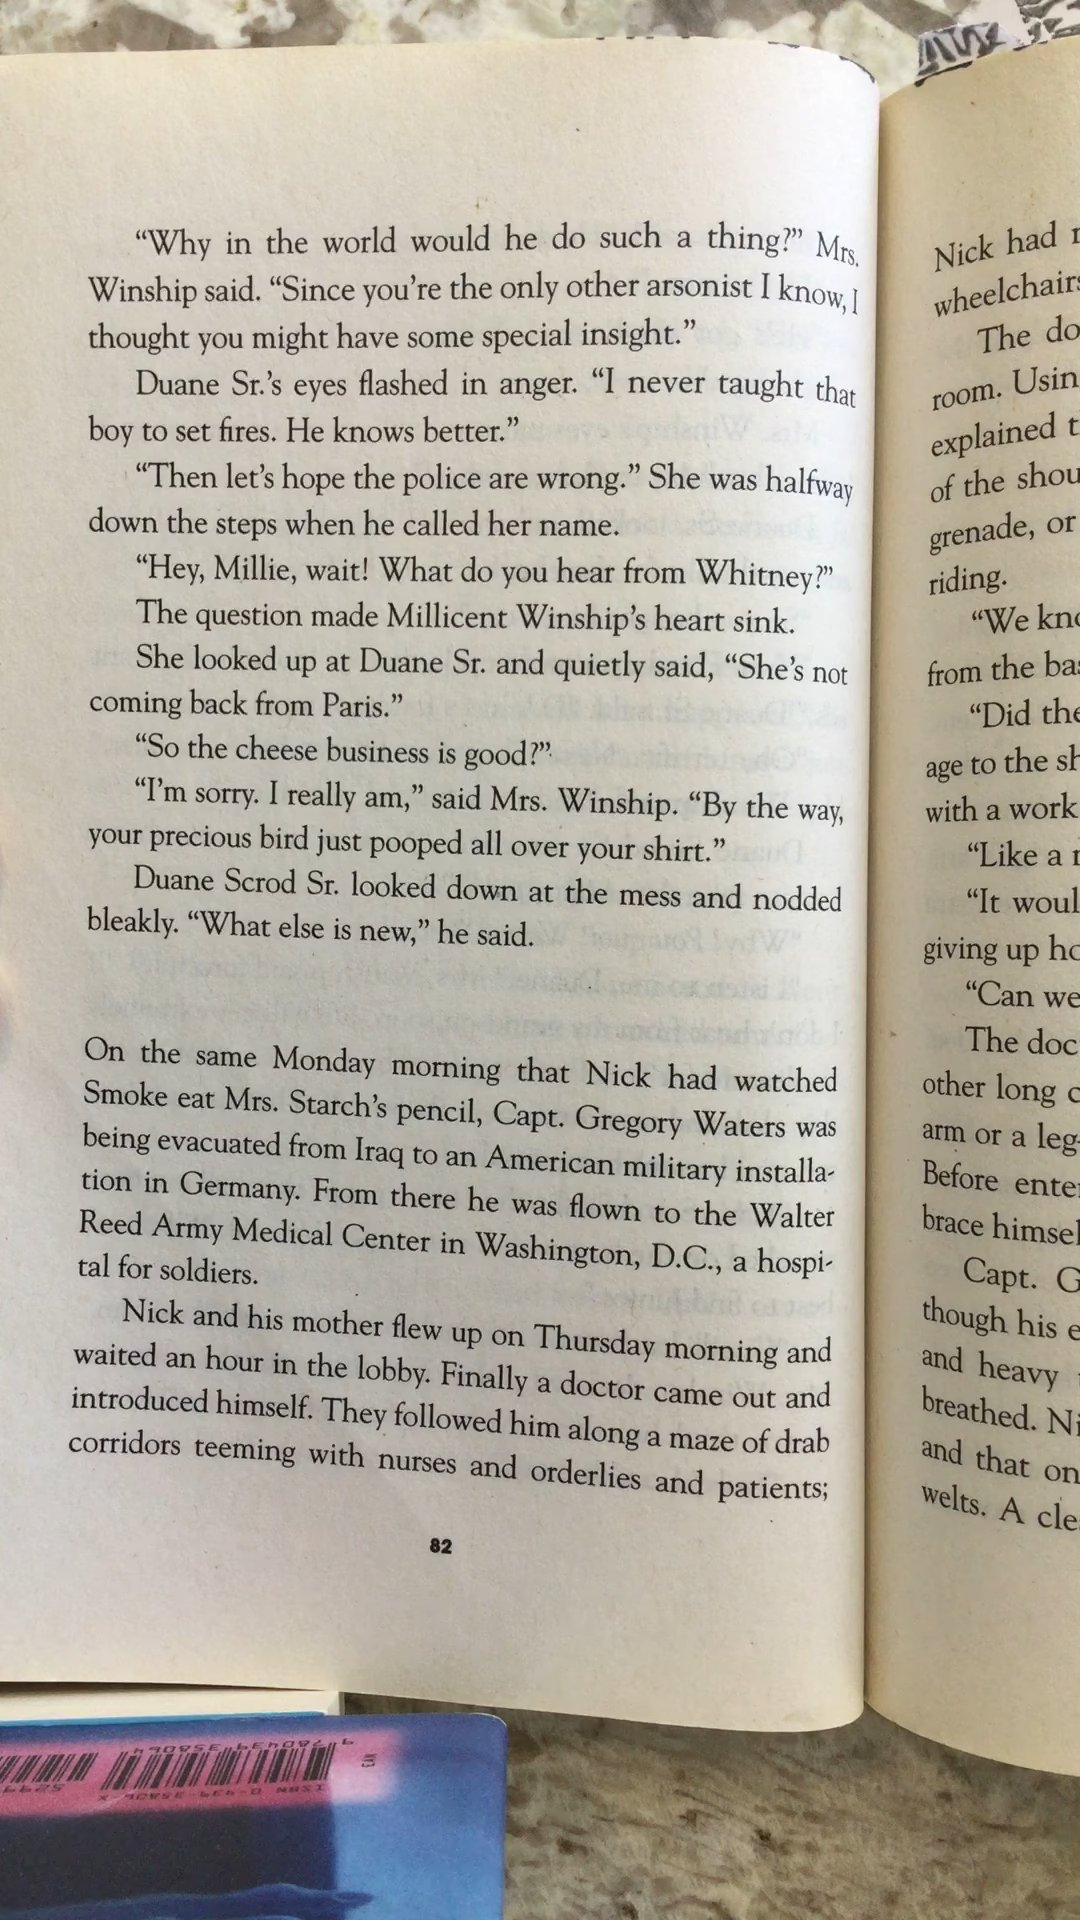 “Why in the world would he do such a thing?” Mrs.
Winship said. “Since you’re the only other arsonist I know, I
thought you might have some special insight.”
Duane Sr.’s eyes flashed in anger. “I never taught that
boy to set fires. He knows better.”
“Then let’s hope the police are wrong.” She was halfway
down the steps when he called her name.
“Hey, Millie, wait! What do you hear from Whitney?”
The question made Millicent Winship’s heart sink.
She looked up at Duane Sr. and quietly said, “She’s not
coming back from Paris.”
“So the cheese business is good?”
“I’m sorry. I really am,” said Mrs. Winship. “By the way,
your precious bird just pooped all over your shirt.”
Duane Scrod Sr. looked down at the mess and nodded
bleakly. “What else is new,” he said.
On the same Monday morning that Nick had watched
Smoke eat Mrs. Starch’s pencil, Capt. Gregory Waters was
being evacuated from Iraq to an American military installa-
tion in Germany. From there he was flown to the Walter
Reed Army Medical Center in Washington, D.C., a hospi-
tal for soldiers.
Nick and his mother flew up on Thursday morning and
waited an hour in the lobby. Finally a doctor came out and
introduced himself. They followed him along a maze of drab
corridors teeming with nurses and orderlies and patients;
82
Nick had
wheelchairs
The do
room. Usin
explained t
of the shou
grenade, or
riding.
“We kno
from the bas
“Did the
age to the sh
with a work
“Like a
“It woul
giving up ho
“Can we
The doc
other long c
arm or a leg
Before enter
brace himsel
Capt. G
though his e
and heavy
breathed. Ni
and that on
welts. A cle